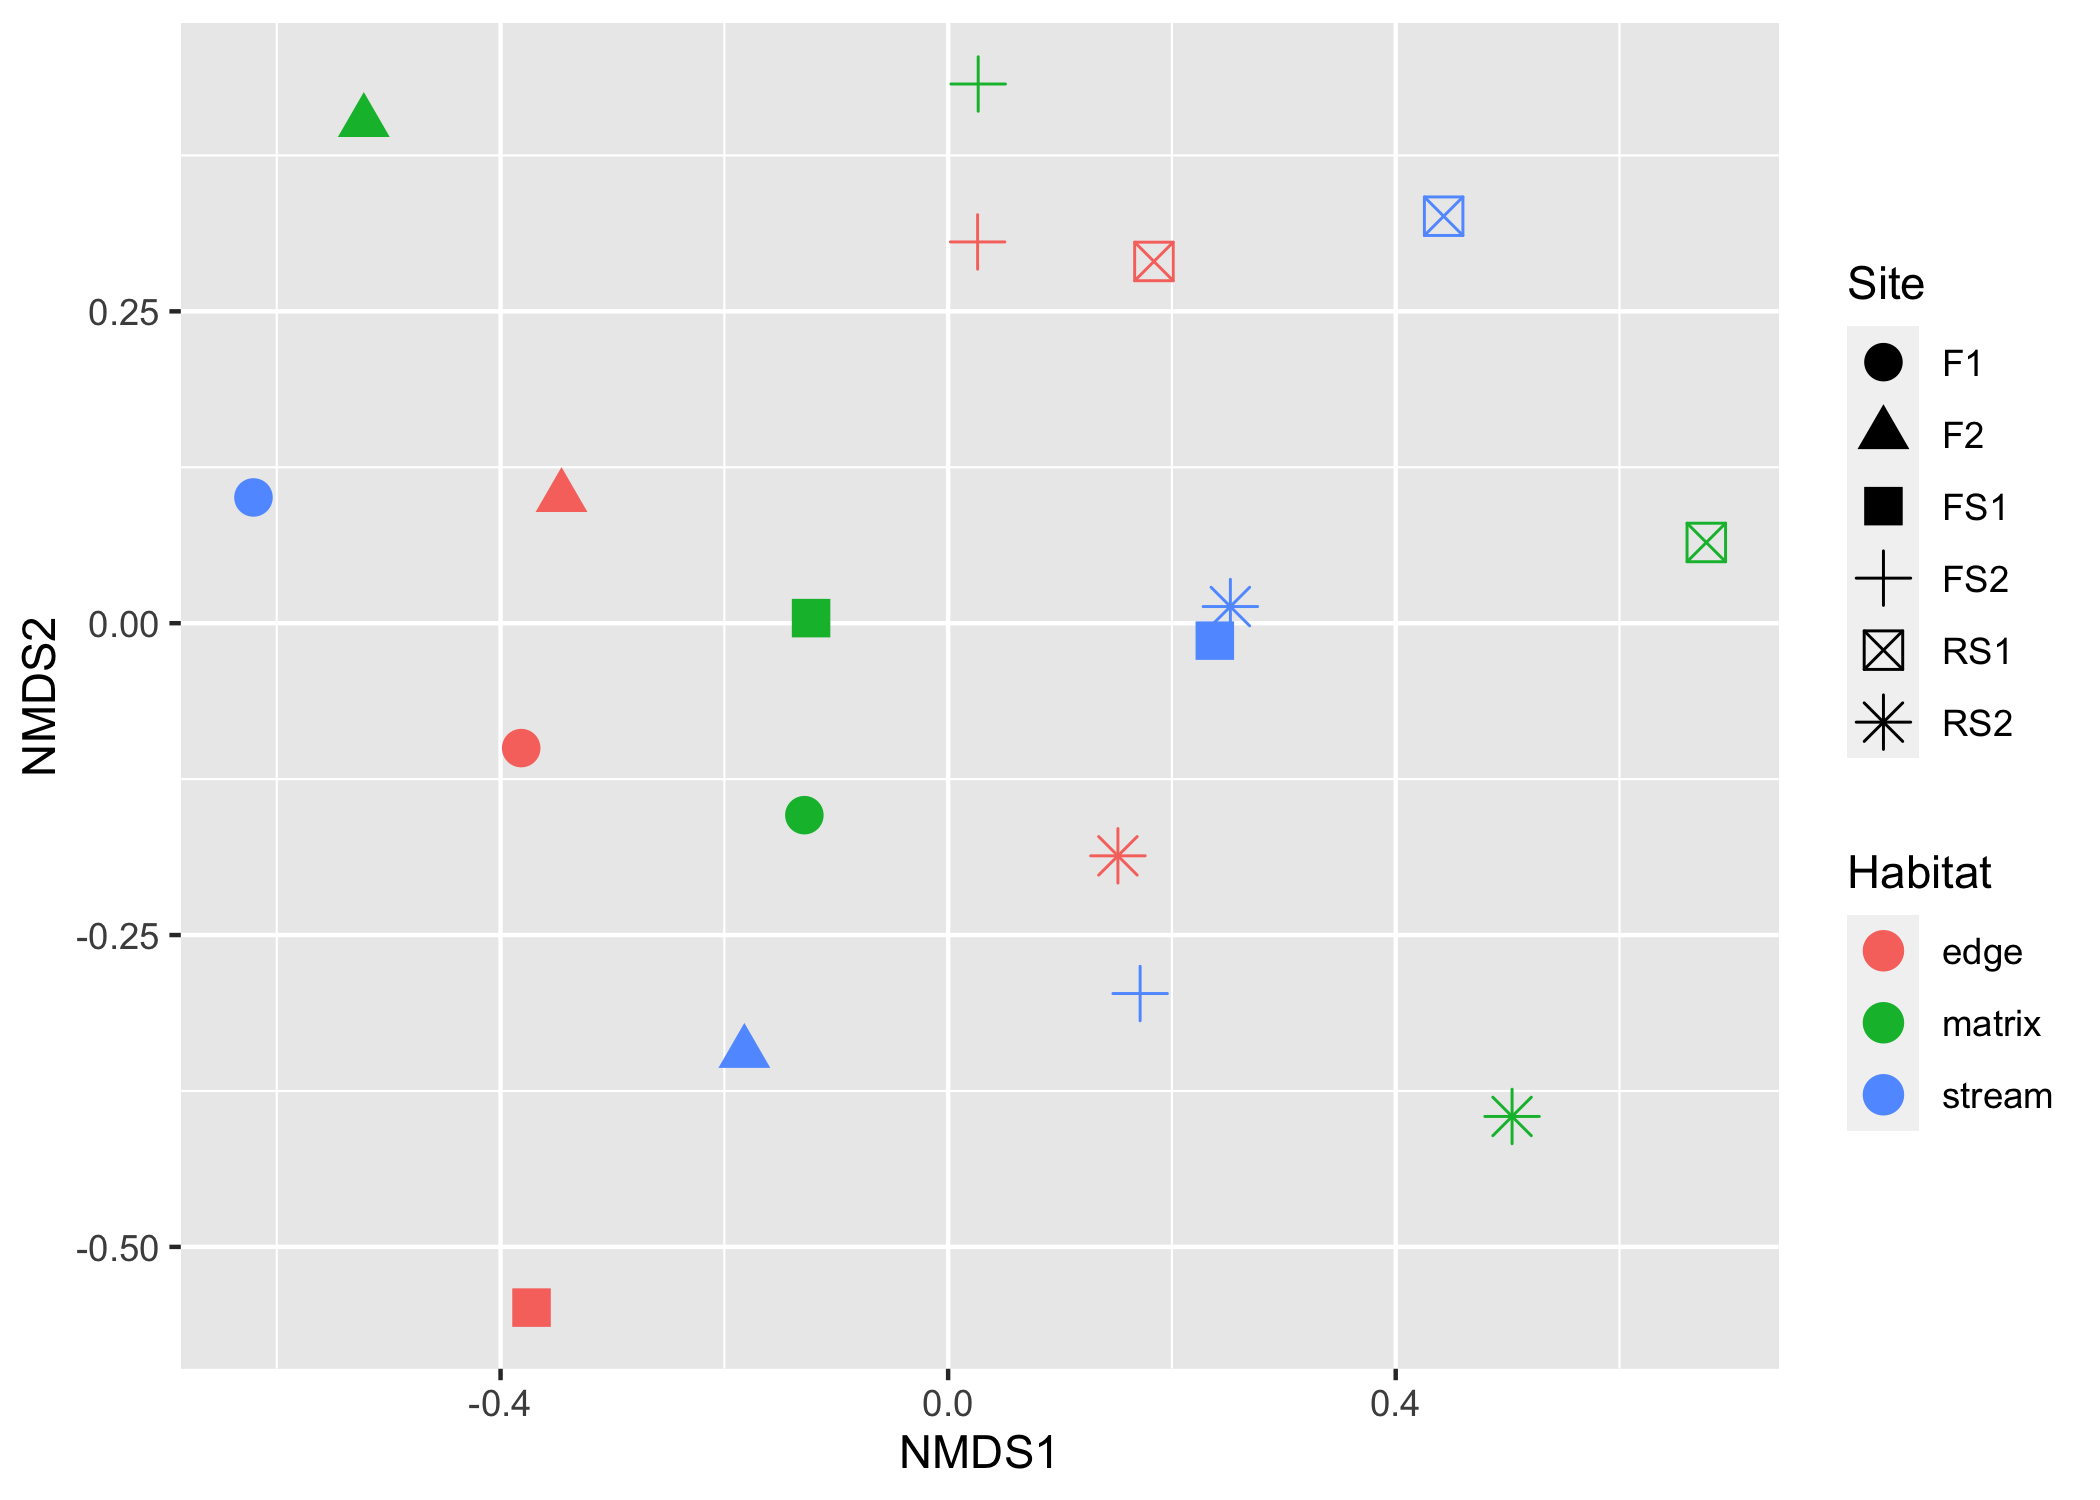 NMDS2
0.25
0.00
-0.25
-0.50
-0.4
0.0
0.4
NMDS1
Site
F1
F2
FS1
FS2
RS1
RS2
Habitat
edge
matrix
stream